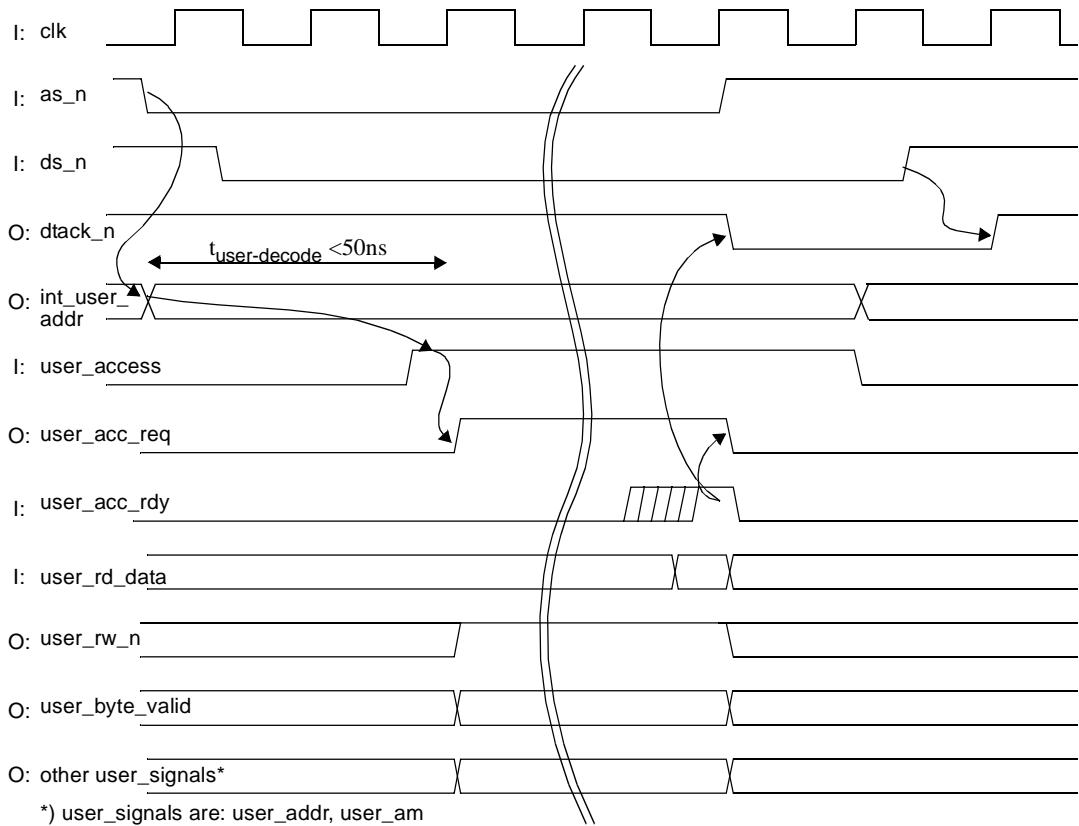 I: clk
I: as_n
I: ds_n
O: dtack_n
tuser-decode <50ns
O: int_user_
addr
I: user_access
O: user_acc_req
I: user_acc_rdy
I: user_rd_data
O: user_rw_n
O: user_byte_valid
O: other user_signals*
*) user_signals are: user_addr, user_am